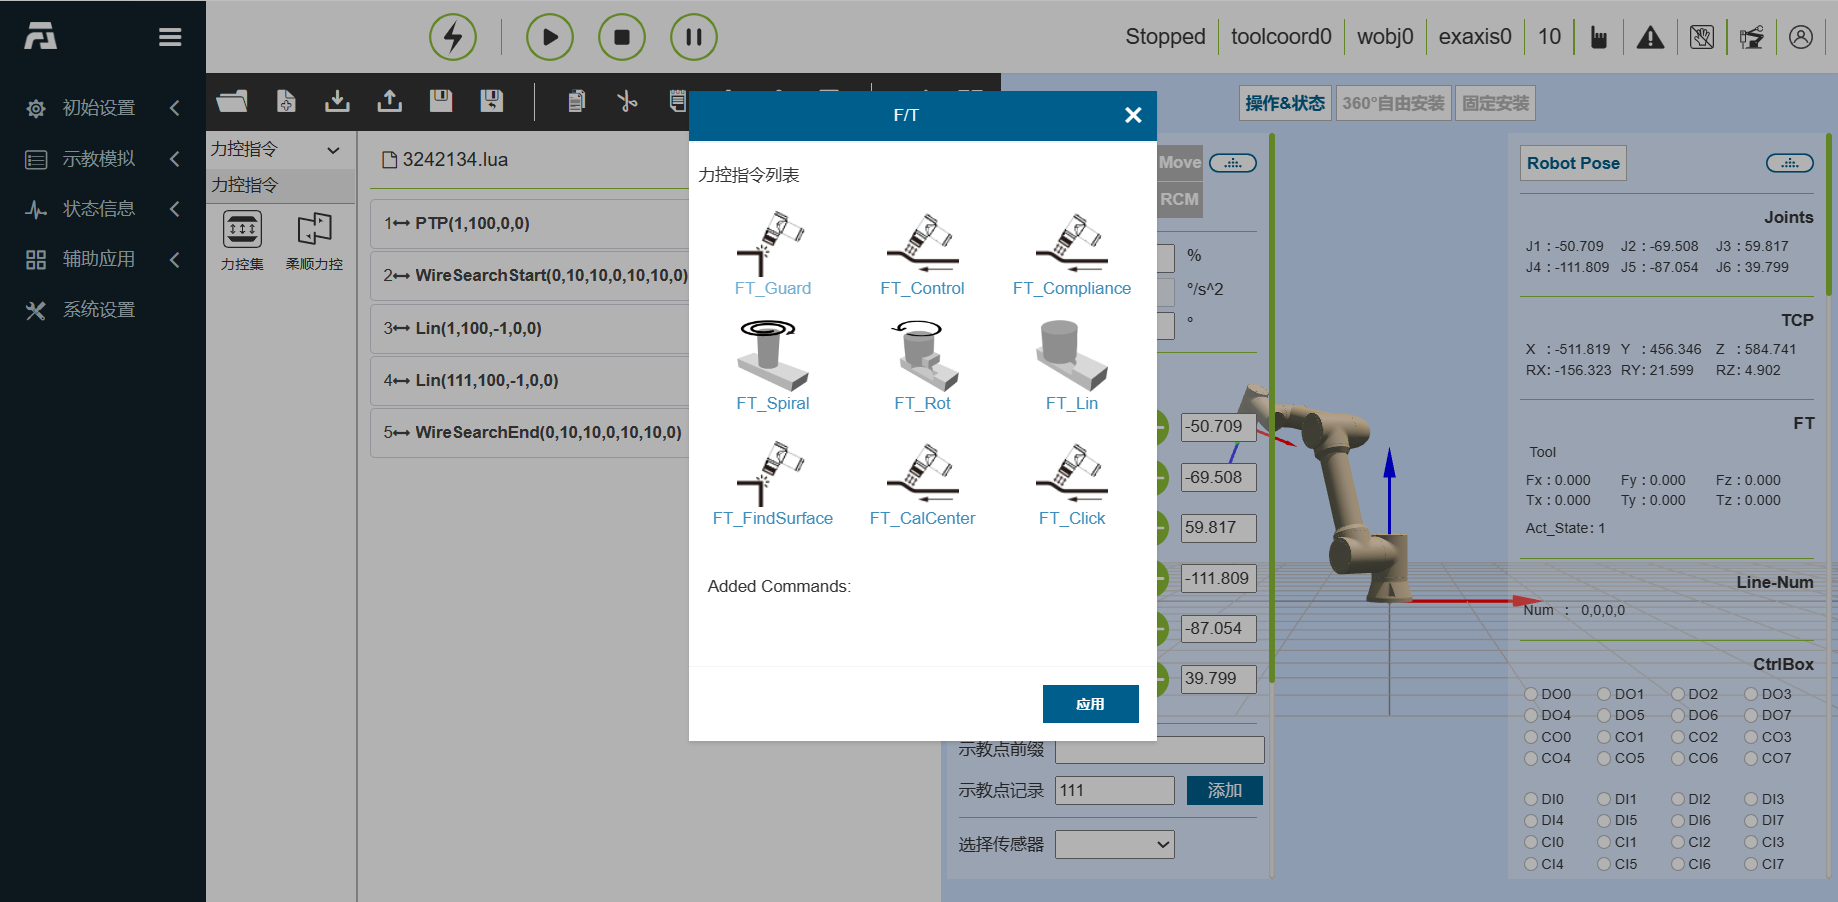 Stopped
toolcoord0
wobj0
exaxis0
10
初始设置
示教模拟
状态信息
辅助应用
系统设置
力控指令
力控指令
力控集
柔顺力控
3242134.lua
1 PTP(1,100,0,0)
2 WireSearchStart(0,10,10,0,10,10,0)
3 Lin(1,100,-1,0,0)
4 Lin(111,100,-1,0,0)
5 WireSearchEnd(0,10,10,0,10,10,0)
F/T
力控指令列表
FT_Guard
FT_Control
FT_Compliance
FT_Spiral
FT_Rot
FT_Lin
FT_FindSurface
FT_CalCenter
FT_Click
Added Commands:
应用
Move
RCM
%
°/s^2
°
-50.709
-69.508
59.817
-111.809
-87.054
39.799
示教点前缀
示教点记录 111 添加
选择传感器
操作&状态
360°自由安装
固定安装
Robot Pose
Joints
J1 : -50.709 J2 : -69.508 J3 : 59.817
J4 : -111.809 J5 : -87.054 J6 : 39.799
TCP
X : -511.819 Y : 456.346 Z : 584.741
RX: -156.323 RY: 21.599 RZ: 4.902
FT
Tool
Fx : 0.000 Fy : 0.000 Fz : 0.000
Tx : 0.000 Ty : 0.000 Tz : 0.000
Act_State: 1
Line-Num
Num : 0,0,0,0
CtrlBox
DO0 DO1 DO2 DO3
DO4 DO5 DO6 DO7
CO0 CO1 CO2 CO3
CO4 CO5 CO6 CO7
DI0 DI1 DI2 DI3
DI4 DI5 DI6 DI7
CI0 CI1 CI2 CI3
CI4 CI5 CI6 CI7